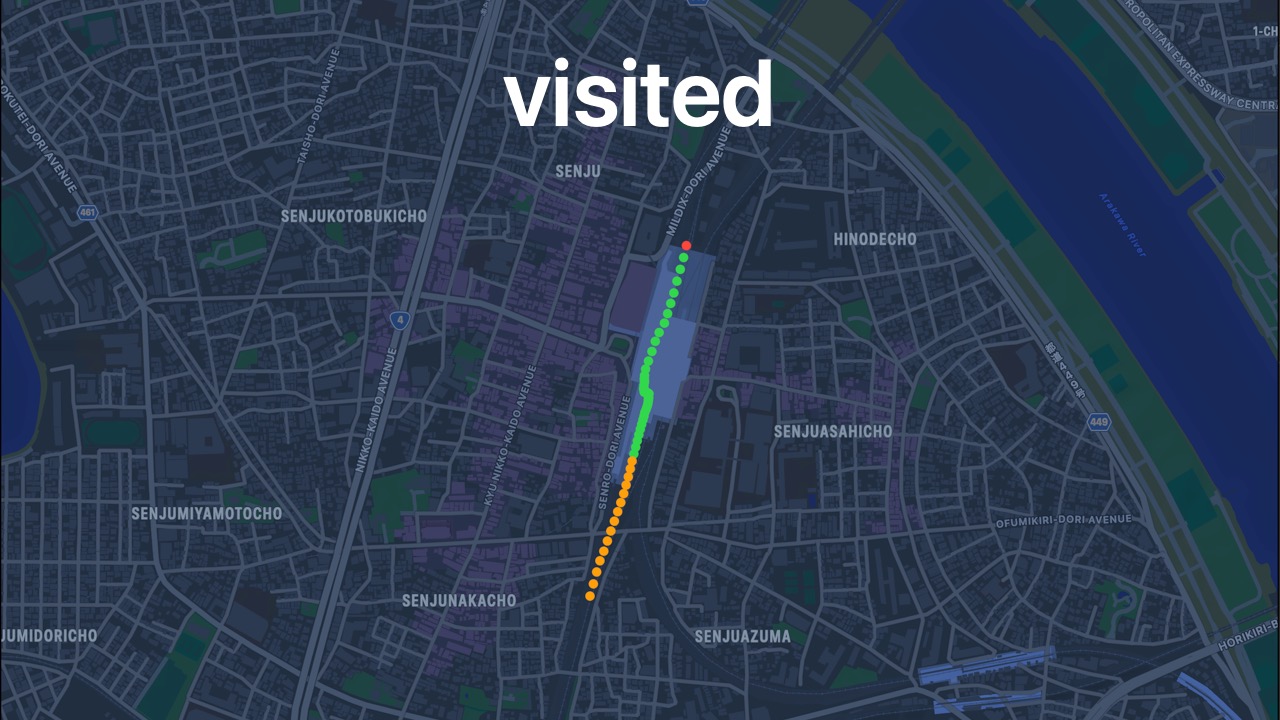 visited
SENJU
SENJUKOTOBUKICHO
HINODECHO
SENJUASAHICHO
SENJUMIYAMOTOCHO
SENJUNAKACHO
SENJUAZUMA
JUMIDORICHO
TAISHO-DORI AVENUE
OKUTEI-DORI AVENUE
MILDIX-DORI AVENUE
NIKKO-KAIDO AVENUE
KYU NIKKO-KAIDO AVENUE
SENRO-DORI AVENUE
OFUMIKIRI-DORI AVENUE
ROPOLITAN EXPRESSWAY CENTR
1-CH
Arakawa River
461
4
449
HORIKIRI-B